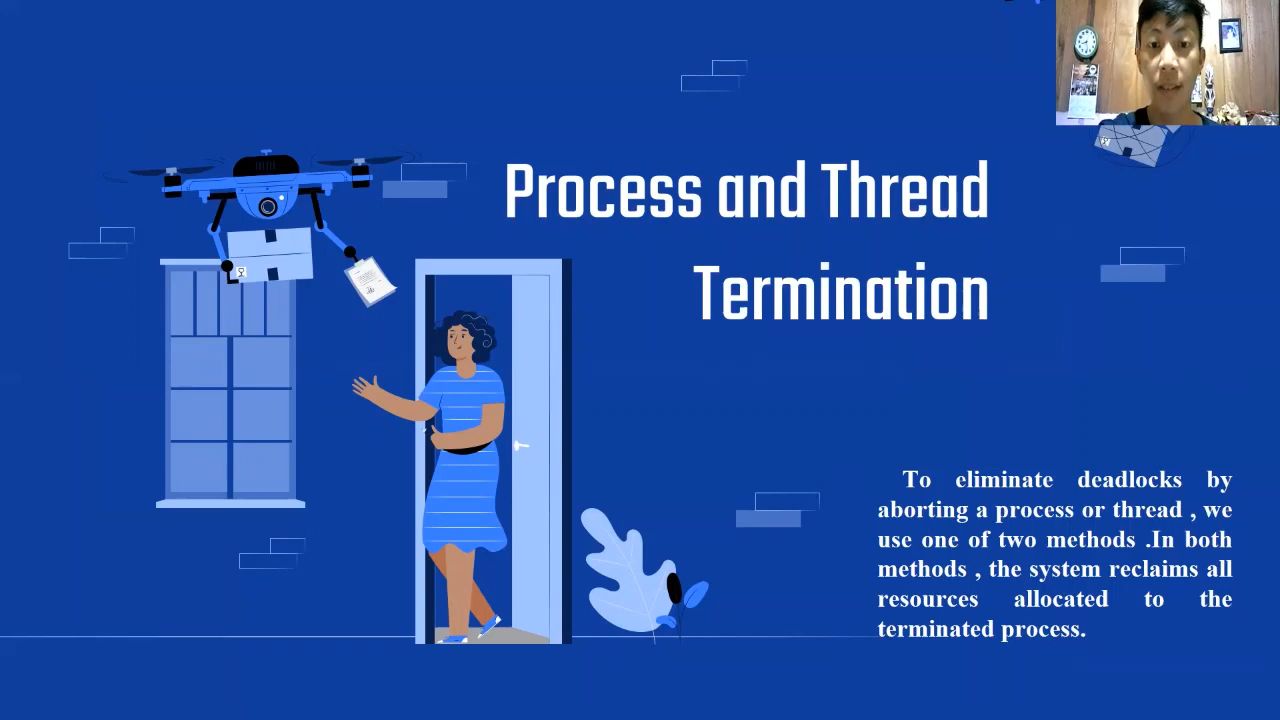 Process and Thread
Termination
To eliminate deadlocks by
aborting a process or thread , we
use one of two methods .In both
methods , the system reclaims all
resources allocated to the
terminated process.